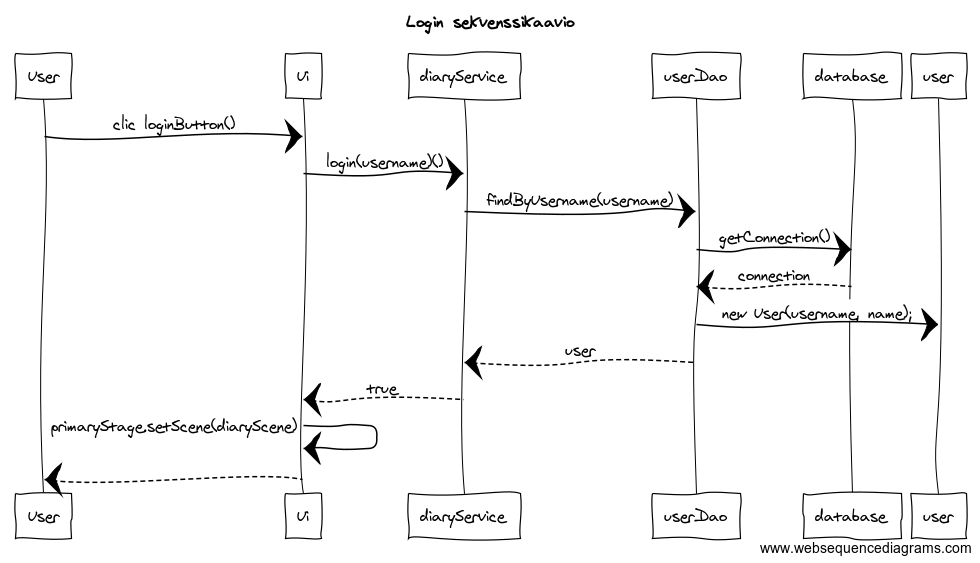 Login sekvenssikaavio
User
Ui
diaryService
userDao
database
user
clic loginButton()
login(username)()
findByUsername(username)
getConnection()
connection
new User(username, name);
user
true
primaryStage.setScene(diaryScene)
User
Ui
diaryService
userDao
database
user
www.websequencediagrams.com